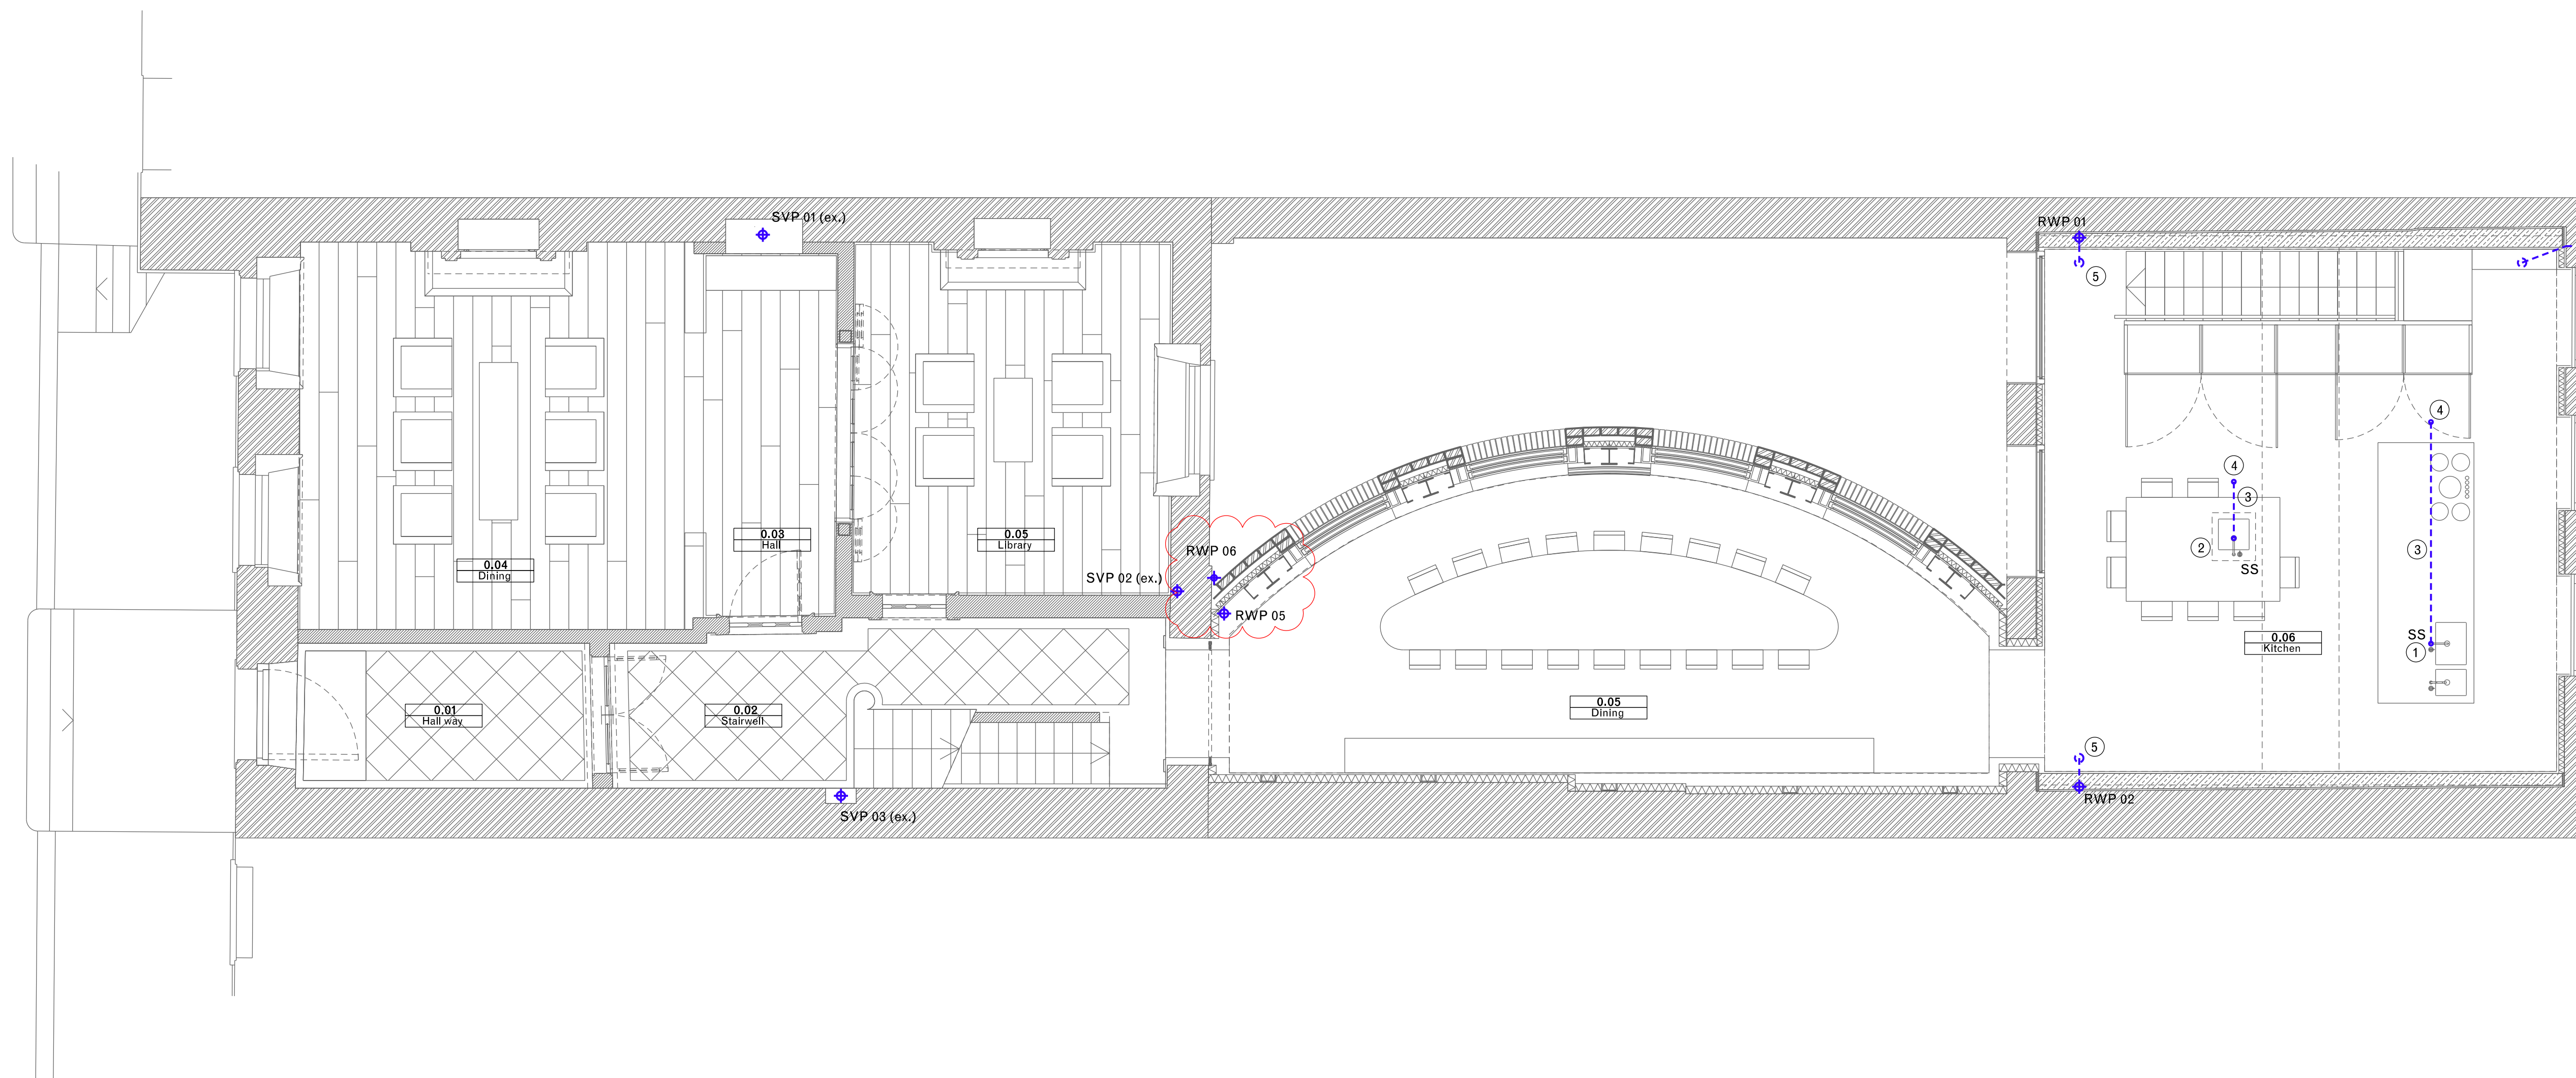 SVP 01 (ex.)
RWP 01
5
4
4
3
2
SS
3
0.03
Hall
0.05
Library
RWP 06
0.04
Dining
SVP 02 (ex.)
RWP 05
0.06
Kitchen
SS
1
0.01
Hall way
0.02
Stairwell
0.05
Dining
5
RWP 02
SVP 03 (ex.)